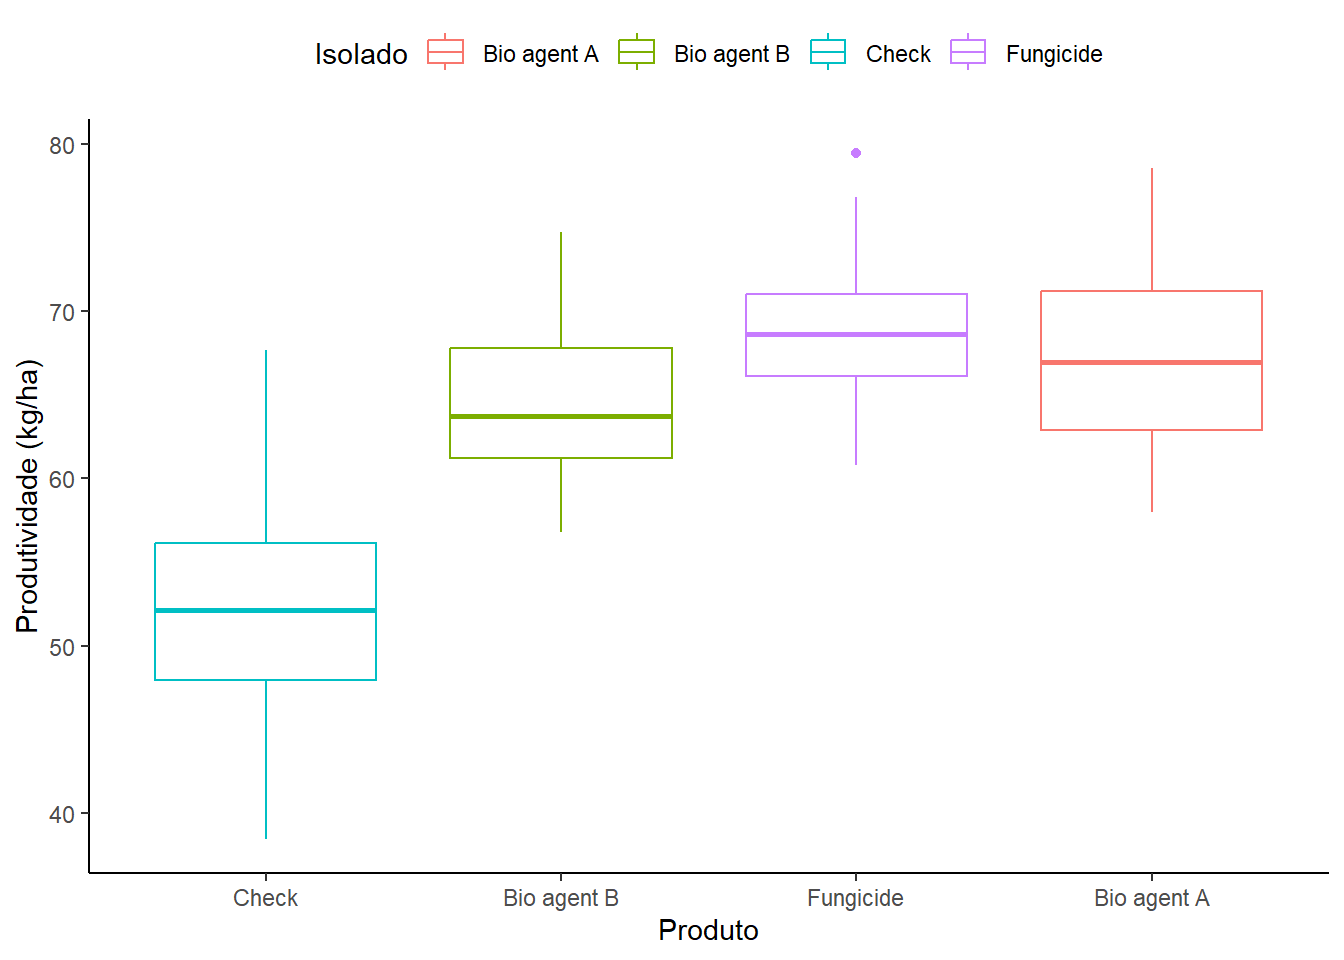 Isolado Bio agent A Bio agent B Check Fungicide
Produtividade (kg/ha)
80
70
60
50
40
Check Bio agent B Fungicide Bio agent A
Produto